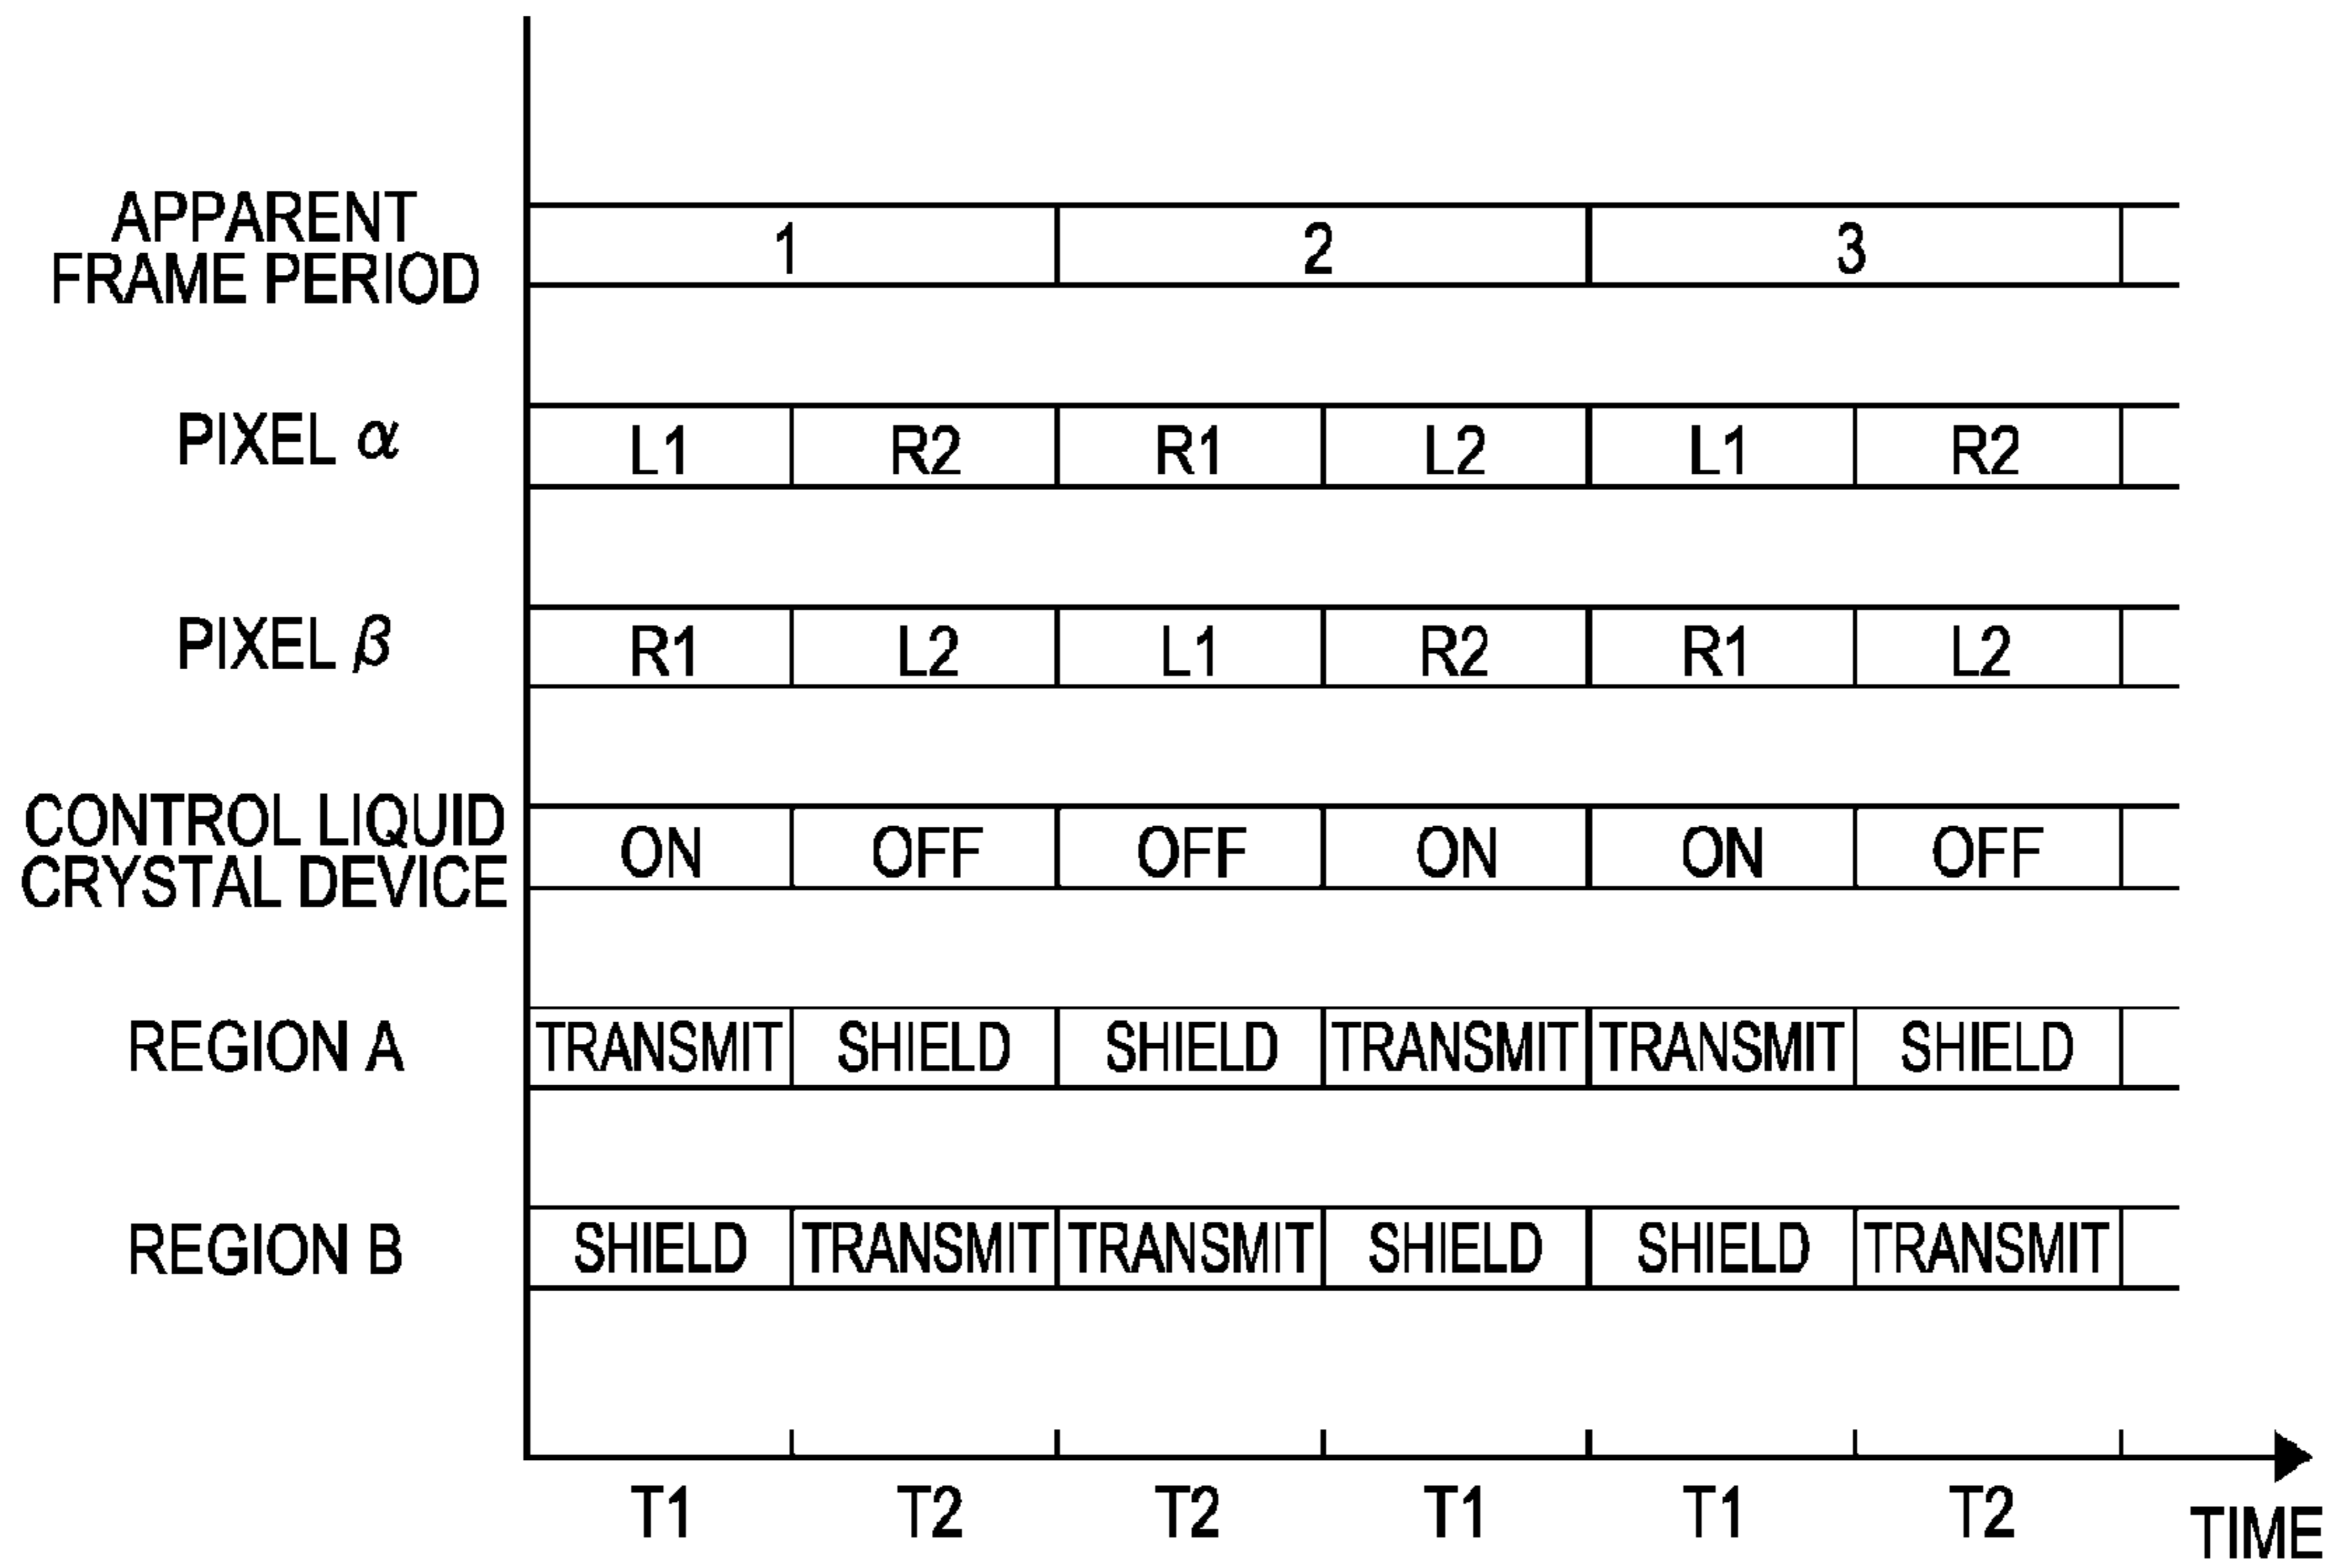 APPARENT
FRAME PERIOD 1 2 3
PIXEL α L1 R2 R1 L2 L1 R2
PIXEL β R1 L2 L1 R2 R1 L2
CONTROL LIQUID
CRYSTAL DEVICE ON OFF OFF ON ON OFF
REGION A TRANSMIT SHIELD SHIELD TRANSMIT TRANSMIT SHIELD
REGION B SHIELD TRANSMIT TRANSMIT SHIELD SHIELD TRANSMIT
T1 T2 T2 T1 T1 T2
TIME